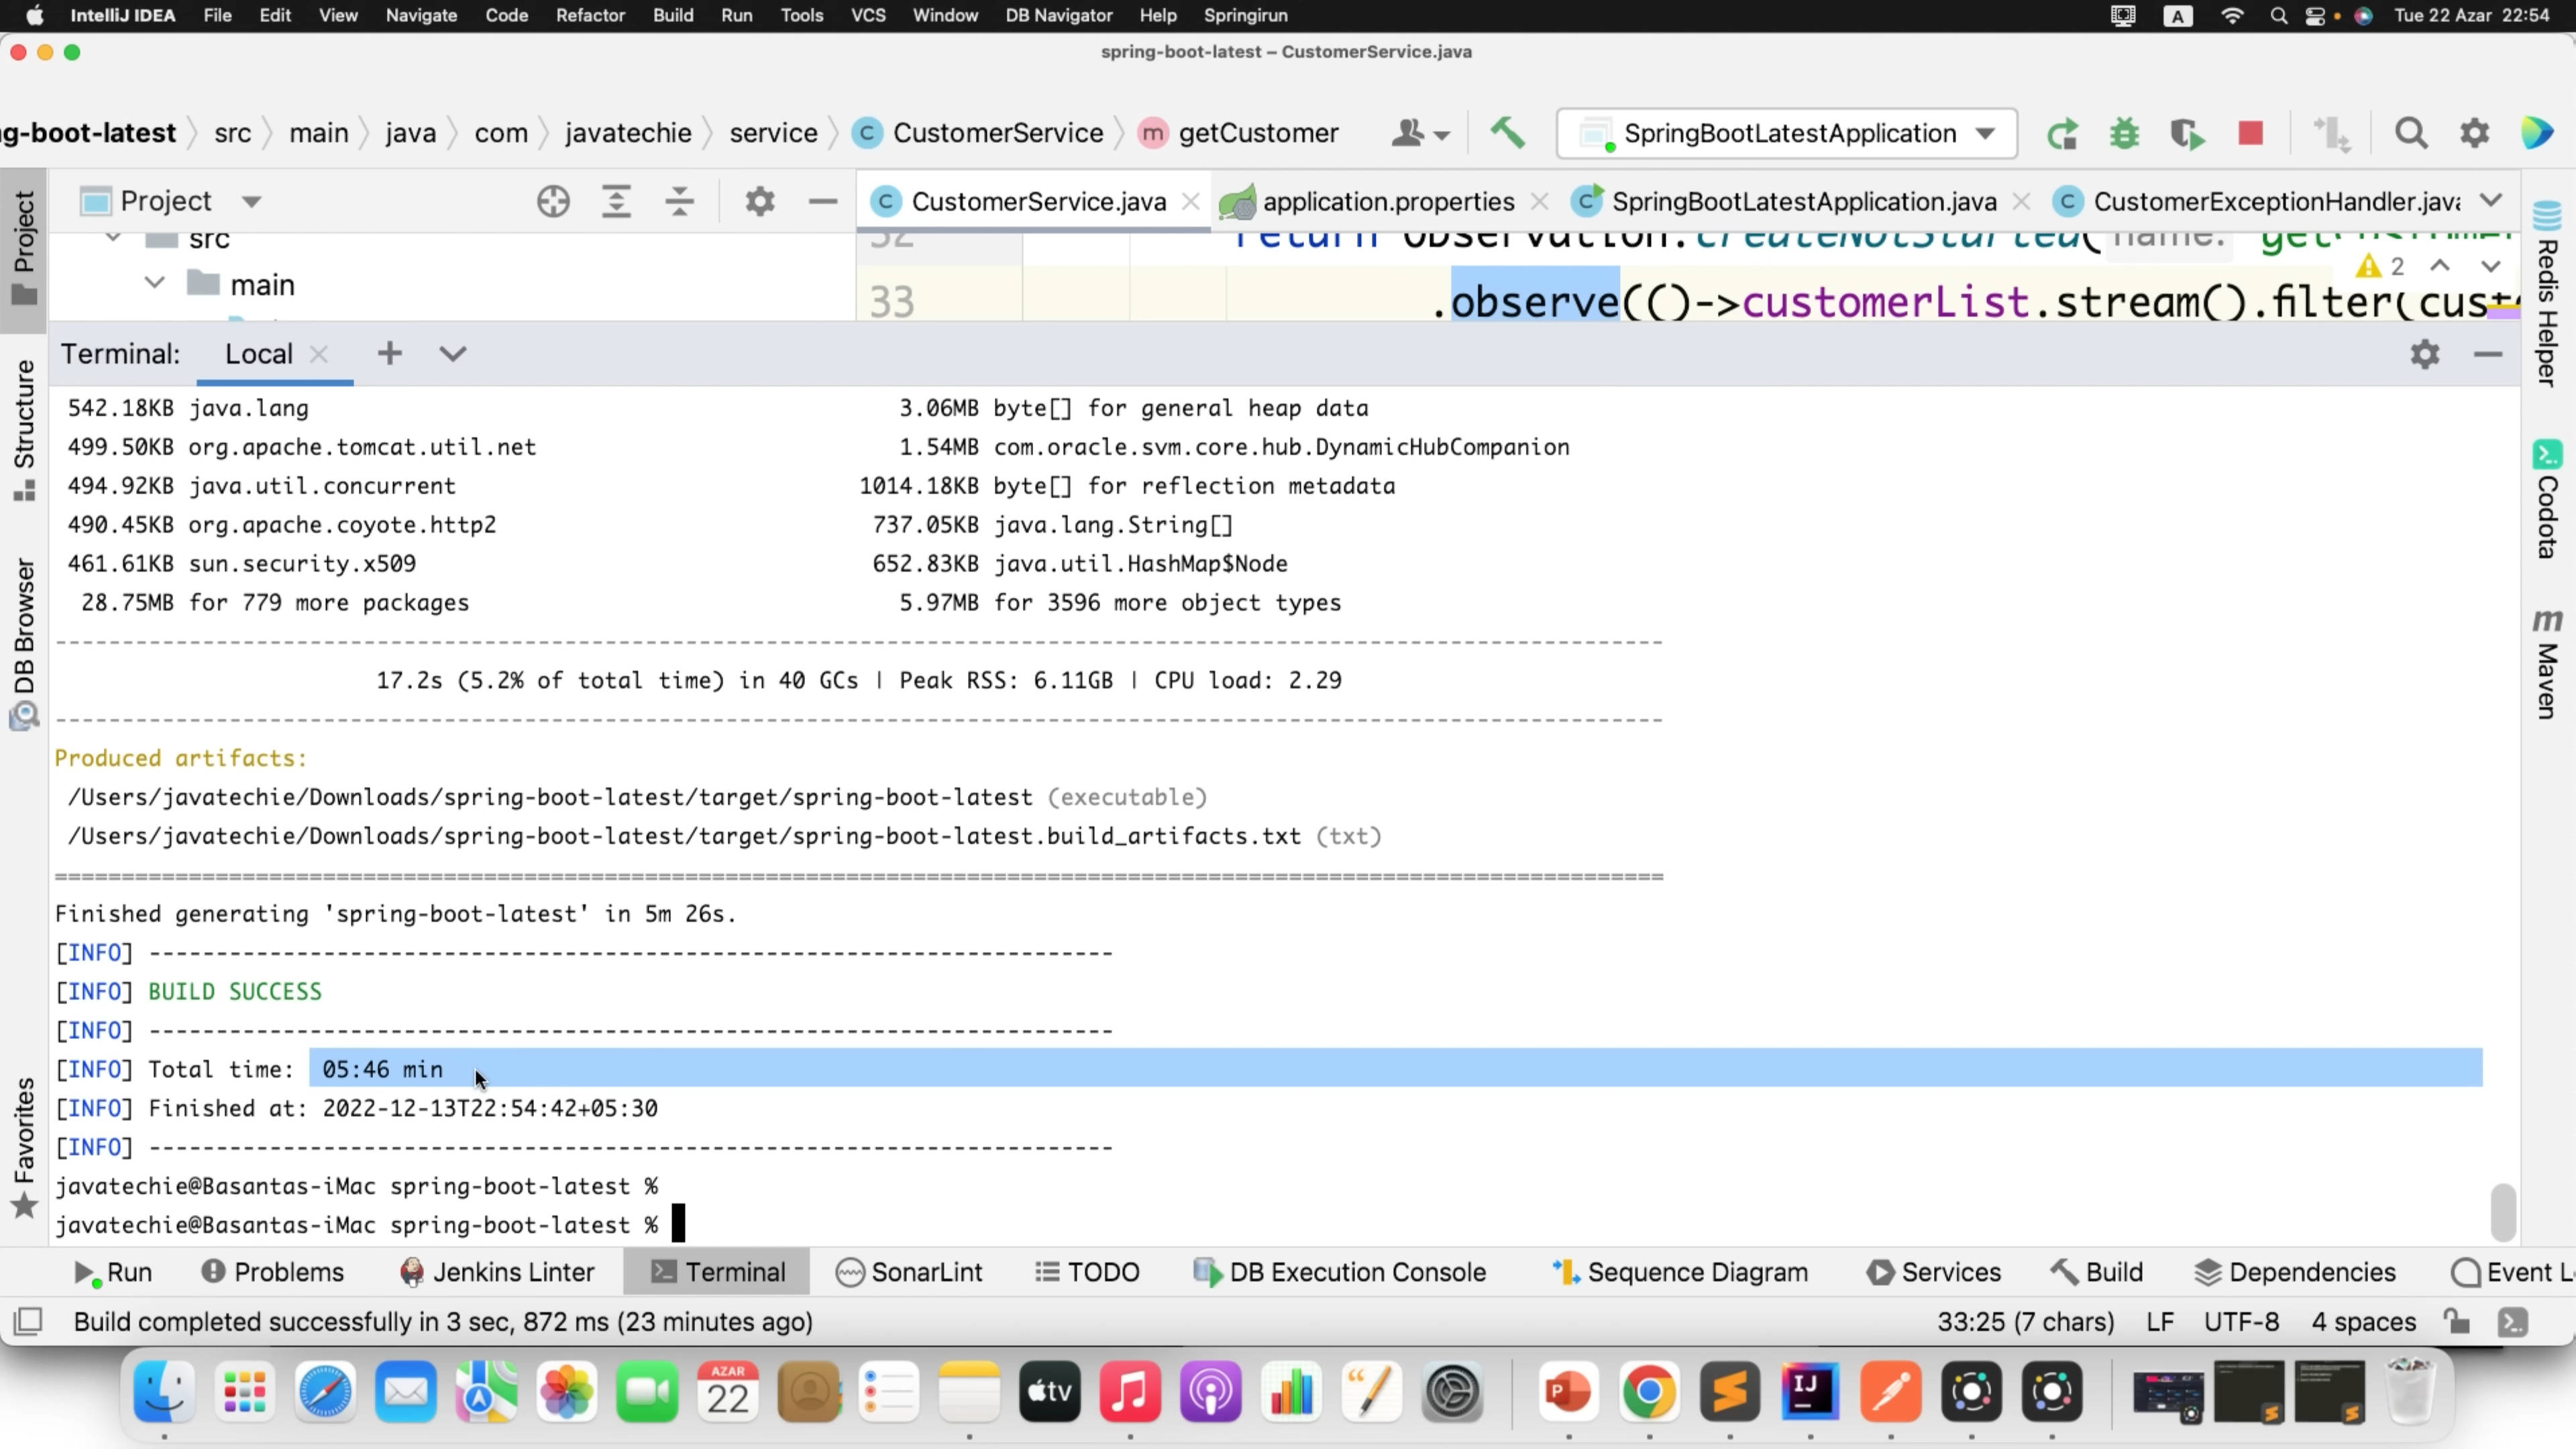 IntelliJ IDEA File Edit View Navigate Code Refactor Build Run Tools VCS Window DB Navigator Help Springirun A Tue 22 Azar 22:54
spring-boot-latest – CustomerService.java
g-boot-latest src main java com javatechie service C CustomerService m getCustomer SpringBootLatestApplication
Project C CustomerService.java application.properties C SpringBootLatestApplication.java C CustomerExceptionHandler.java
src
32 return Observation.createNotStarted( name:
main
2
33 .observe(()->customerList.stream().filter(cust
Terminal: Local
542.18KB java.lang 3.06MB byte[] for general heap data
499.50KB org.apache.tomcat.util.net 1.54MB com.oracle.svm.core.hub.DynamicHubCompanion
494.92KB java.util.concurrent 1014.18KB byte[] for reflection metadata
490.45KB org.apache.coyote.http2 737.05KB java.lang.String[]
461.61KB sun.security.x509 652.83KB java.util.HashMap$Node
28.75MB for 779 more packages 5.97MB for 3596 more object types
------------------------------------------------------------------------------------------------------------------------
17.2s (5.2% of total time) in 40 GCs | Peak RSS: 6.11GB | CPU load: 2.29
------------------------------------------------------------------------------------------------------------------------
Produced artifacts:
/Users/javatechie/Downloads/spring-boot-latest/target/spring-boot-latest (executable)
/Users/javatechie/Downloads/spring-boot-latest/target/spring-boot-latest.build_artifacts.txt (txt)
========================================================================================================================
Finished generating 'spring-boot-latest' in 5m 26s.
[INFO] ------------------------------------------------------------------------
[INFO] BUILD SUCCESS
[INFO] ------------------------------------------------------------------------
[INFO] Total time:  05:46 min
[INFO] Finished at: 2022-12-13T22:54:42+05:30
[INFO] ------------------------------------------------------------------------
javatechie@Basantas-iMac spring-boot-latest %
javatechie@Basantas-iMac spring-boot-latest %
Project
Structure
DB Browser
Favorites
Redis Helper
Codota
m Maven
Run Problems Jenkins Linter Terminal SonarLint TODO DB Execution Console Sequence Diagram Services Build Dependencies Event L
Build completed successfully in 3 sec, 872 ms (23 minutes ago) 33:25 (7 chars) LF UTF-8 4 spaces
AZAR
22
tv
P
IJ